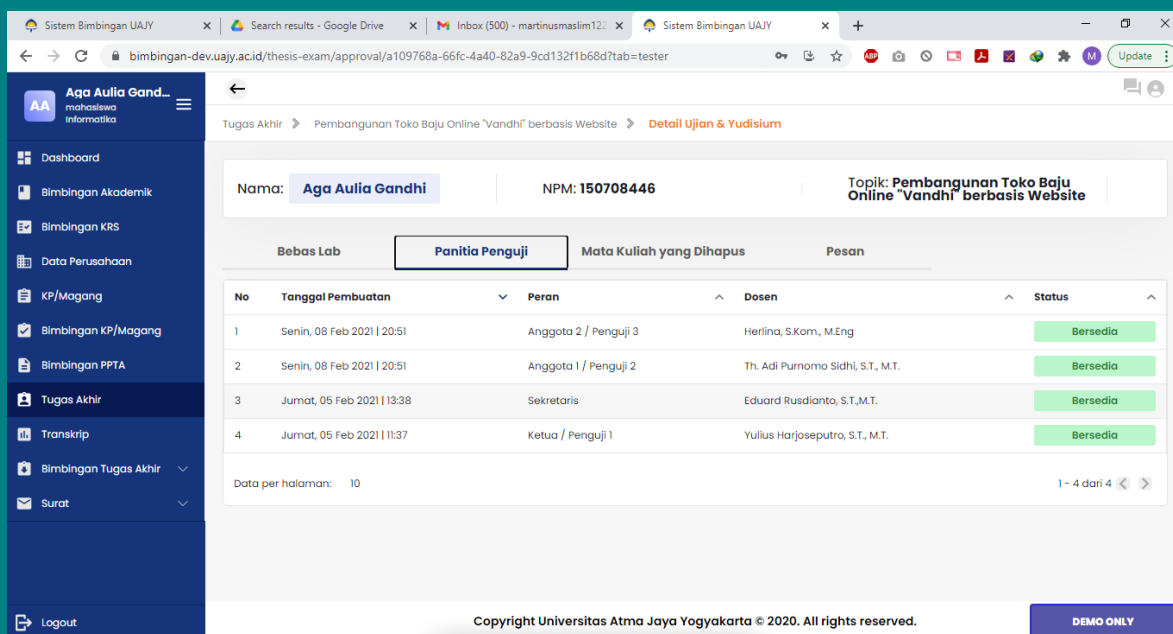 Sistem Bimbingan UAJY
Search results - Google Drive
Inbox (500) - martinusmaslim122
Sistem Bimbingan UAJY
bimbingan-dev.uajy.ac.id/thesis-exam/approval/a109768a-66fc-4a40-82a9-9cd132f1b68d?tab=tester
ABP
M
Update
AA
Aga Aulia Gand...
mahasiswa
Informatika
Dashboard
Bimbingan Akademik
Bimbingan KRS
Data Perusahaan
KP/Magang
Bimbingan KP/Magang
Bimbingan PPTA
Tugas Akhir
Transkrip
Bimbingan Tugas Akhir
Surat
Logout
Tugas Akhir Pembangunan Toko Baju Online "Vandhi" berbasis Website Detail Ujian & Yudisium
Nama: Aga Aulia Gandhi
NPM: 150708446
Topik: Pembangunan Toko Baju
Online "Vandhi" berbasis Website
Bebas Lab Panitia Penguji Mata Kuliah yang Dihapus Pesan
No Tanggal Pembuatan Peran Dosen Status
1 Senin, 08 Feb 2021 | 20:51 Anggota 2 / Penguji 3 Herlina, S.Kom., M.Eng Bersedia
2 Senin, 08 Feb 2021 | 20:51 Anggota 1 / Penguji 2 Th. Adi Purnomo Sidhi, S.T., M.T. Bersedia
3 Jumat, 05 Feb 2021 | 13:38 Sekretaris Eduard Rusdianto, S.T.,M.T. Bersedia
4 Jumat, 05 Feb 2021 | 11:37 Ketua / Penguji 1 Yulius Harjoseputro, S.T., M.T. Bersedia
Data per halaman: 10
1 - 4 dari 4
Copyright Universitas Atma Jaya Yogyakarta © 2020. All rights reserved.
DEMO ONLY